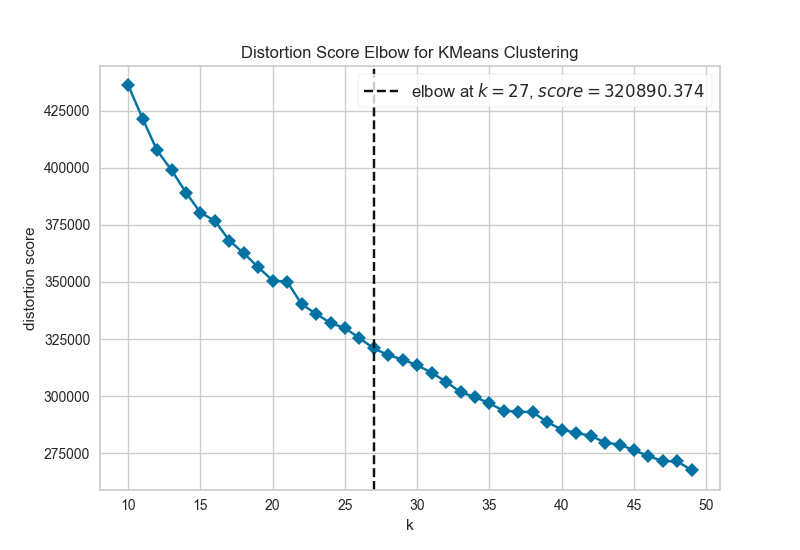 Distortion Score Elbow for KMeans Clustering
elbow at k = 27, score = 320890.374
425000
400000
375000
350000
325000
300000
275000
distortion score
10 15 20 25 30 35 40 45 50
k